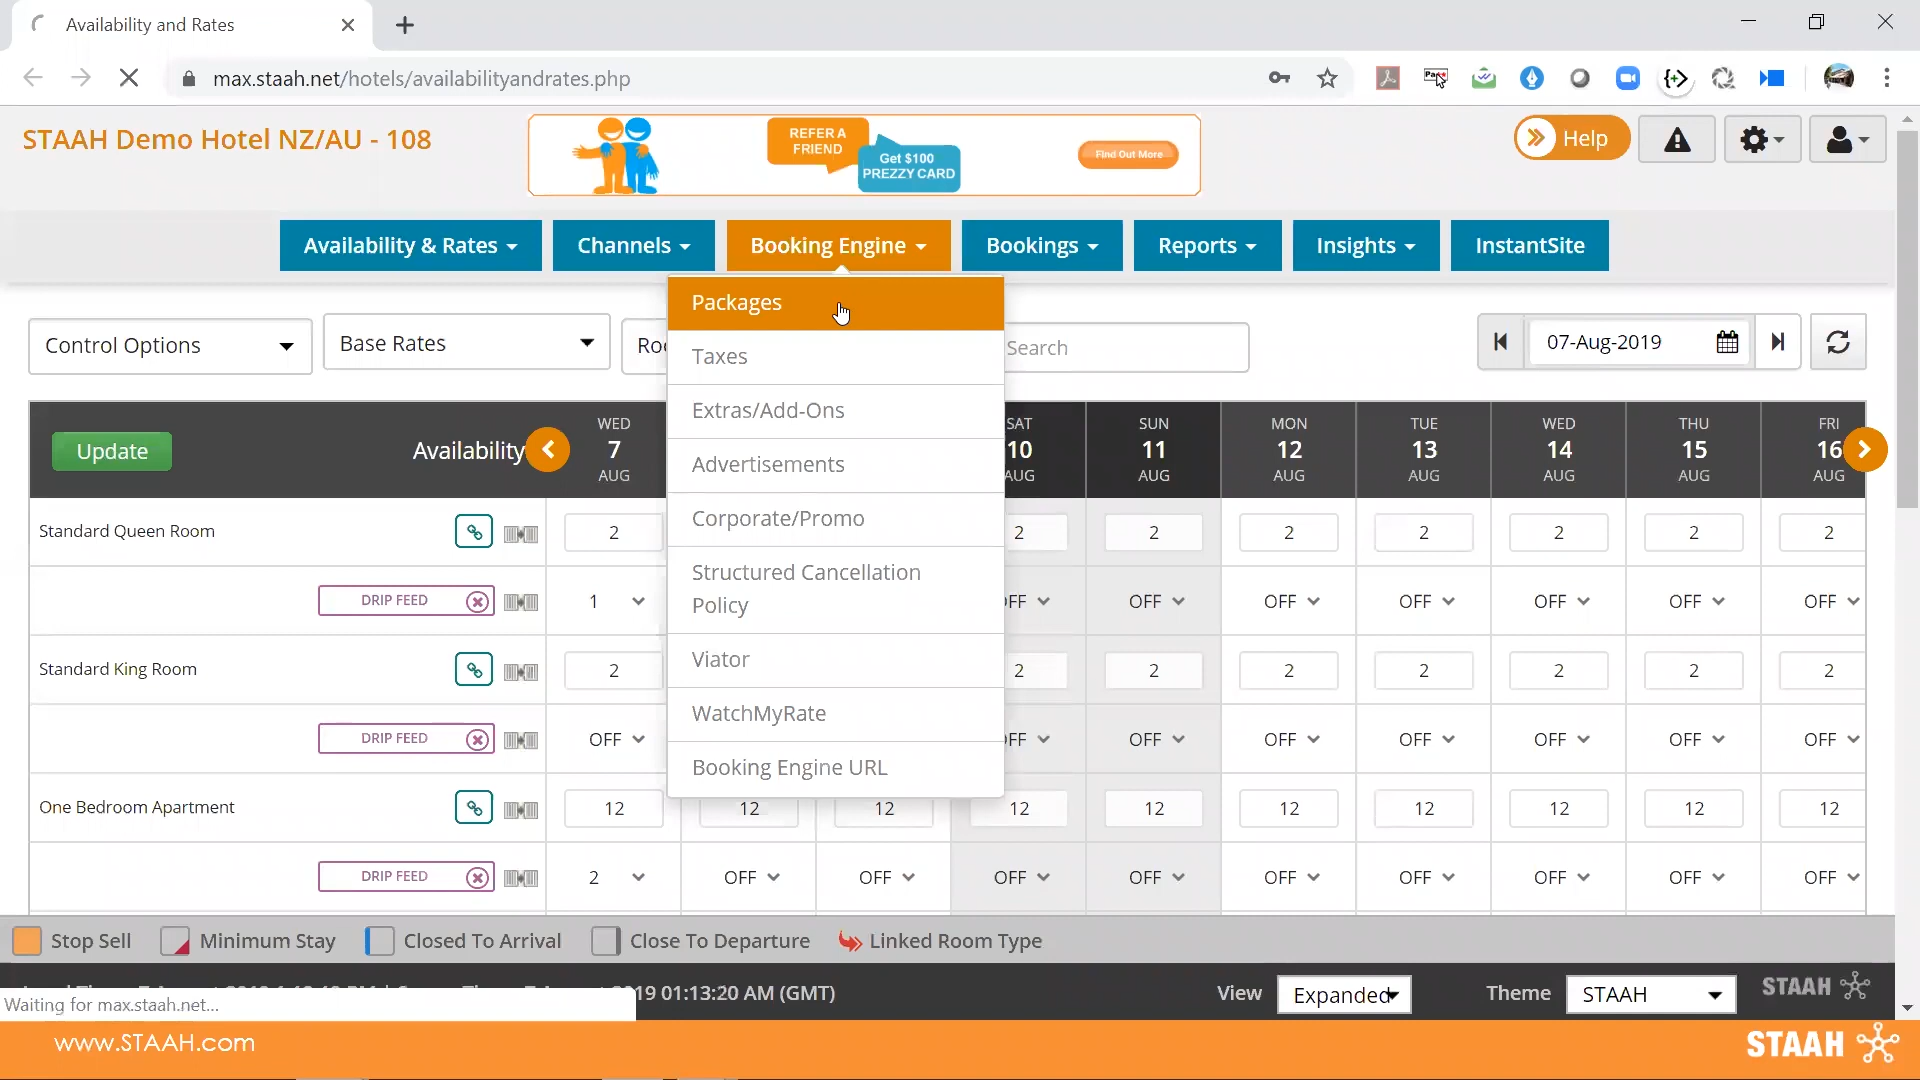 Availability and Rates
max.staah.net/hotels/availabilityandrates.php
STAAH Demo Hotel NZ/AU - 108
REFER A
FRIEND
Get $100
PREZZY CARD
Find Out More
Help
Availability & Rates
Channels
Booking Engine
Bookings
Reports
Insights
InstantSite
Packages
Taxes
Extras/Add-Ons
Advertisements
Corporate/Promo
Structured Cancellation
Policy
Viator
WatchMyRate
Booking Engine URL
Control Options
Base Rates
Search
07-Aug-2019
Update
Availability
WED
7
AUG
SAT
10
AUG
SUN
11
AUG
MON
12
AUG
TUE
13
AUG
WED
14
AUG
THU
15
AUG
FRI
16
AUG
Standard Queen Room
2 2 2 2 2 2 2 2
DRIP FEED
1 OFF OFF OFF OFF OFF OFF
Standard King Room
2 2 2 2 2 2 2 2
DRIP FEED
OFF OFF OFF OFF OFF OFF OFF
One Bedroom Apartment
12 12 12 12 12 12 12 12 12 12
DRIP FEED
2 OFF OFF OFF OFF OFF OFF OFF OFF OFF
Stop Sell
Minimum Stay
Closed To Arrival
Close To Departure
Linked Room Type
19 01:13:20 AM (GMT)
View
Expanded
Theme
STAAH
STAAH
Waiting for max.staah.net...
www.STAAH.com
STAAH